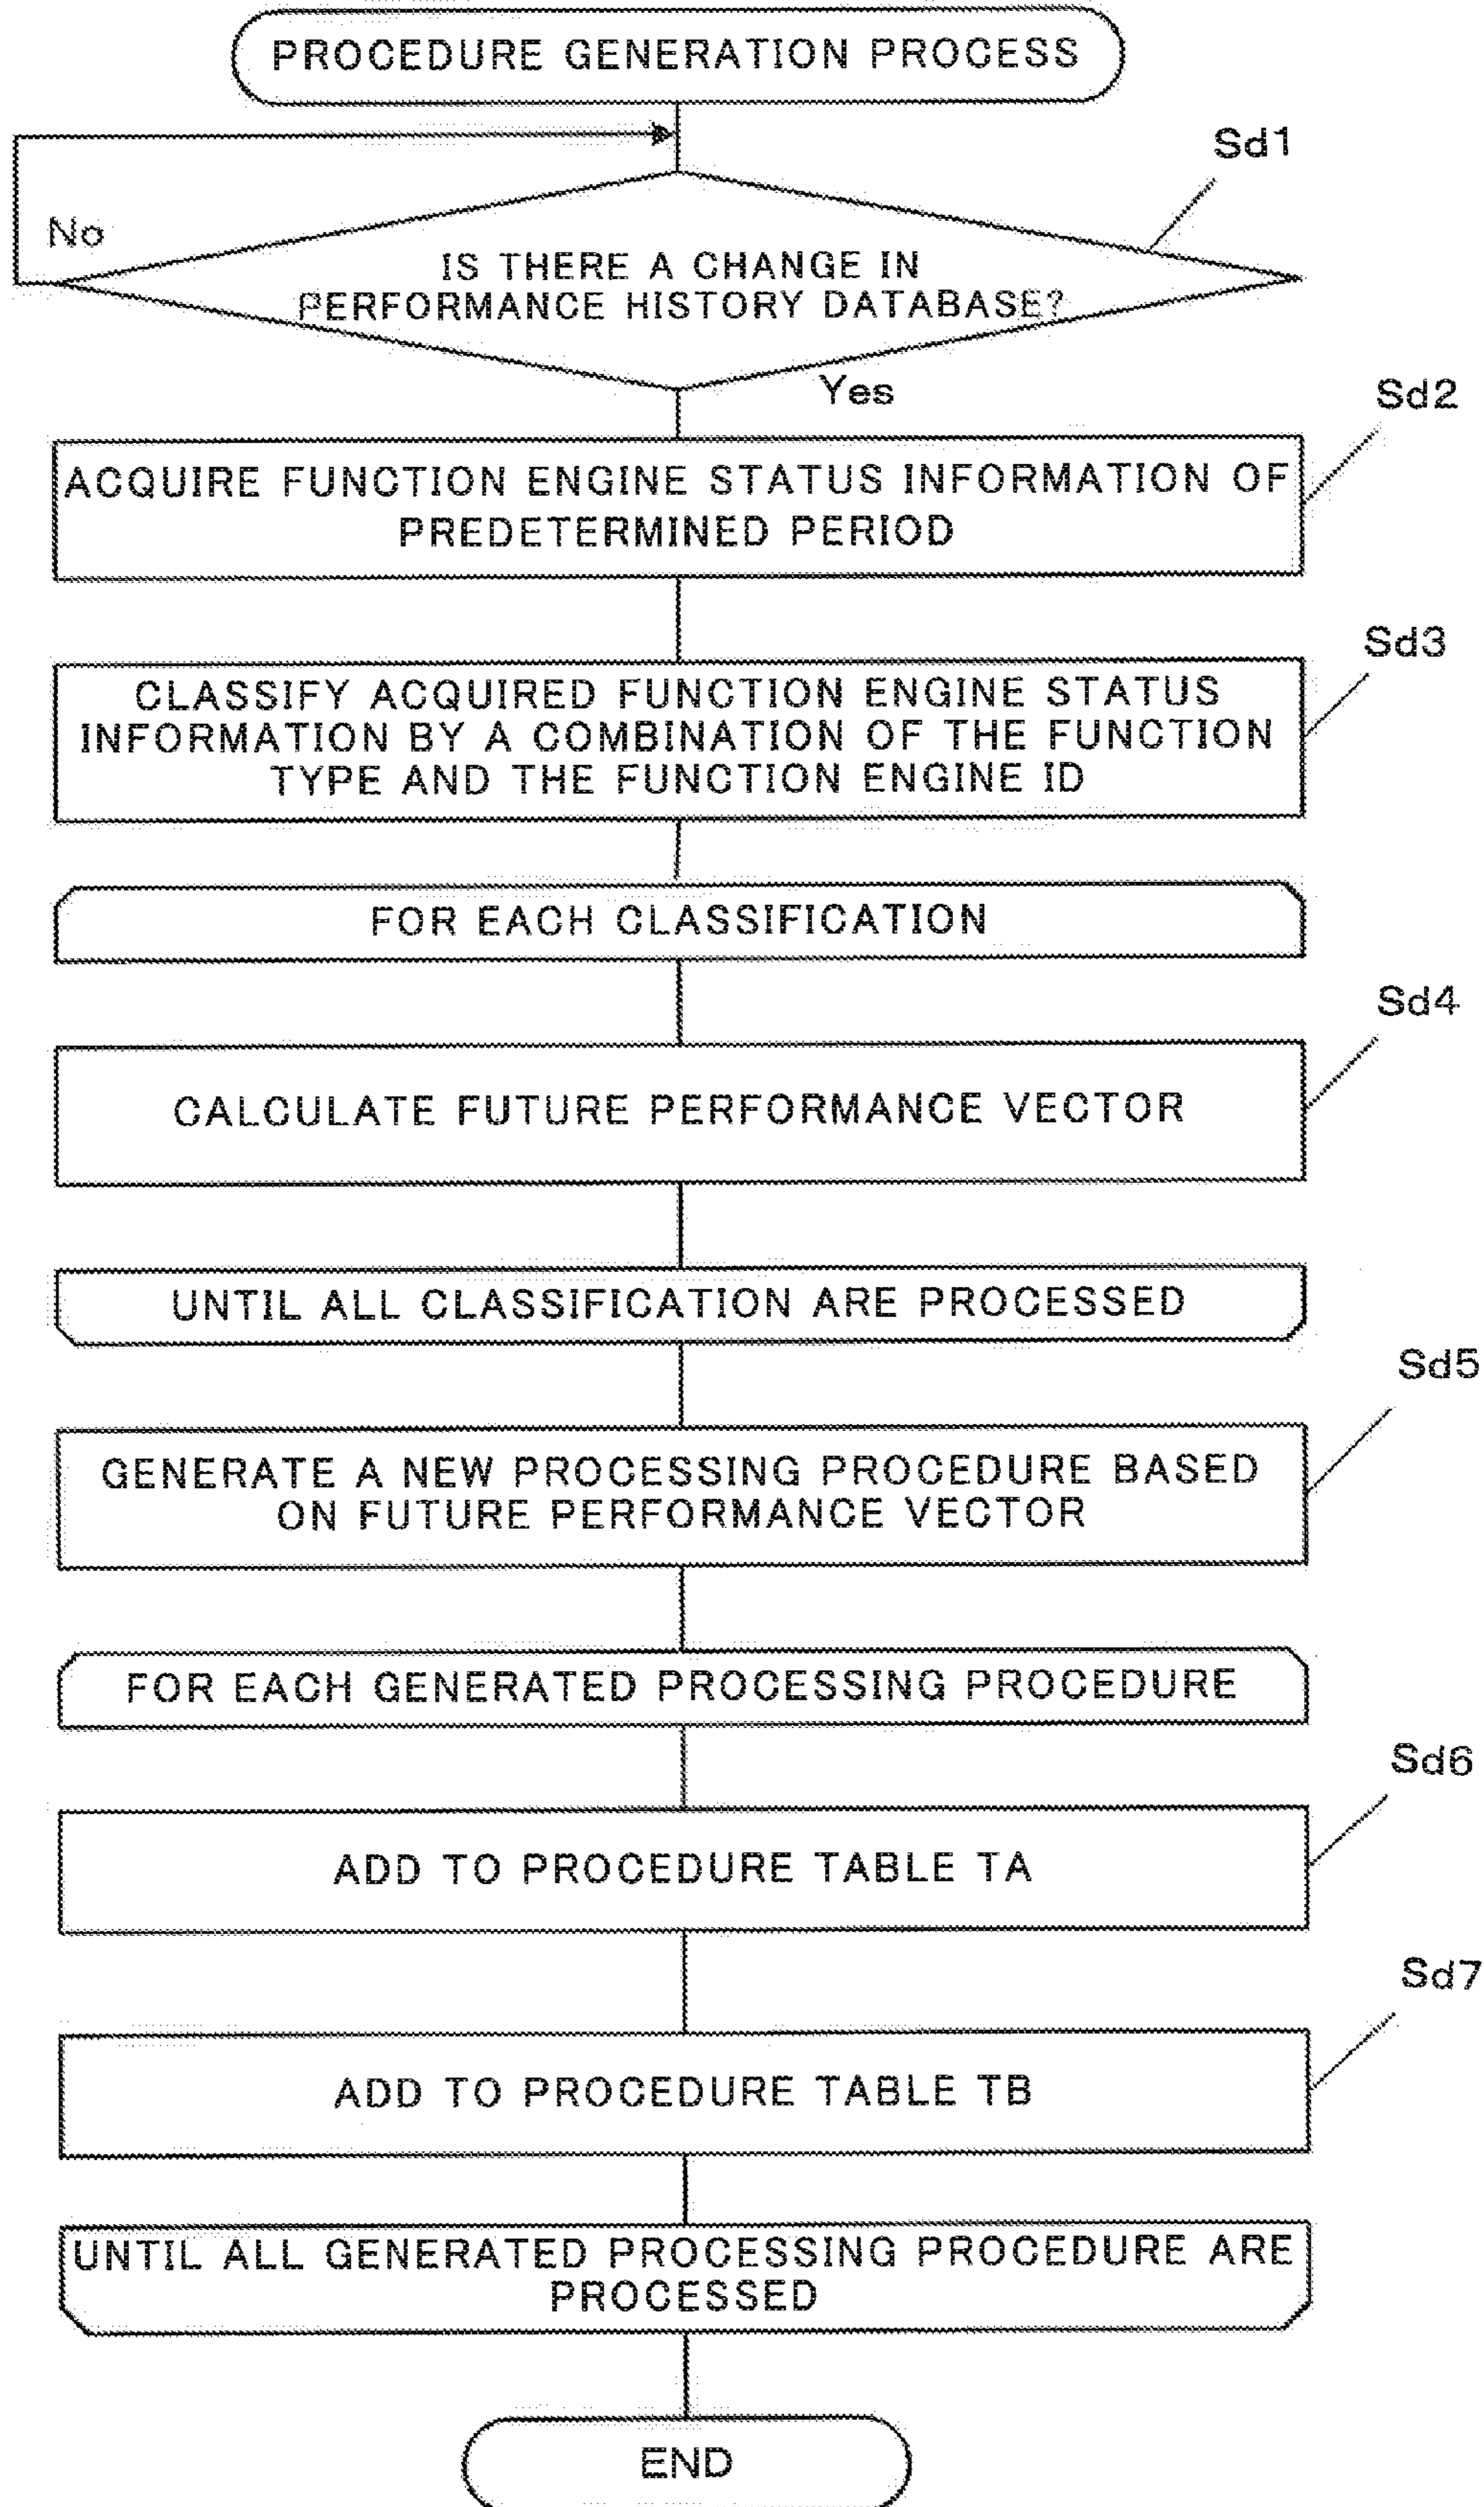 PROCEDURE GENERATION PROCESS
Sd1
No
IS THERE A CHANGE IN
PERFORMANCE HISTORY DATABASE?
Yes
Sd2
ACQUIRE FUNCTION ENGINE STATUS INFORMATION OF
PREDETERMINED PERIOD
Sd3
CLASSIFY ACQUIRED FUNCTION ENGINE STATUS
INFORMATION BY A COMBINATION OF THE FUNCTION
TYPE AND THE FUNCTION ENGINE ID
FOR EACH CLASSIFICATION
Sd4
CALCULATE FUTURE PERFORMANCE VECTOR
UNTIL ALL CLASSIFICATION ARE PROCESSED
Sd5
GENERATE A NEW PROCESSING PROCEDURE BASED
ON FUTURE PERFORMANCE VECTOR
FOR EACH GENERATED PROCESSING PROCEDURE
Sd6
ADD TO PROCEDURE TABLE TA
Sd7
ADD TO PROCEDURE TABLE TB
UNTIL ALL GENERATED PROCESSING PROCEDURE ARE
PROCESSED
END